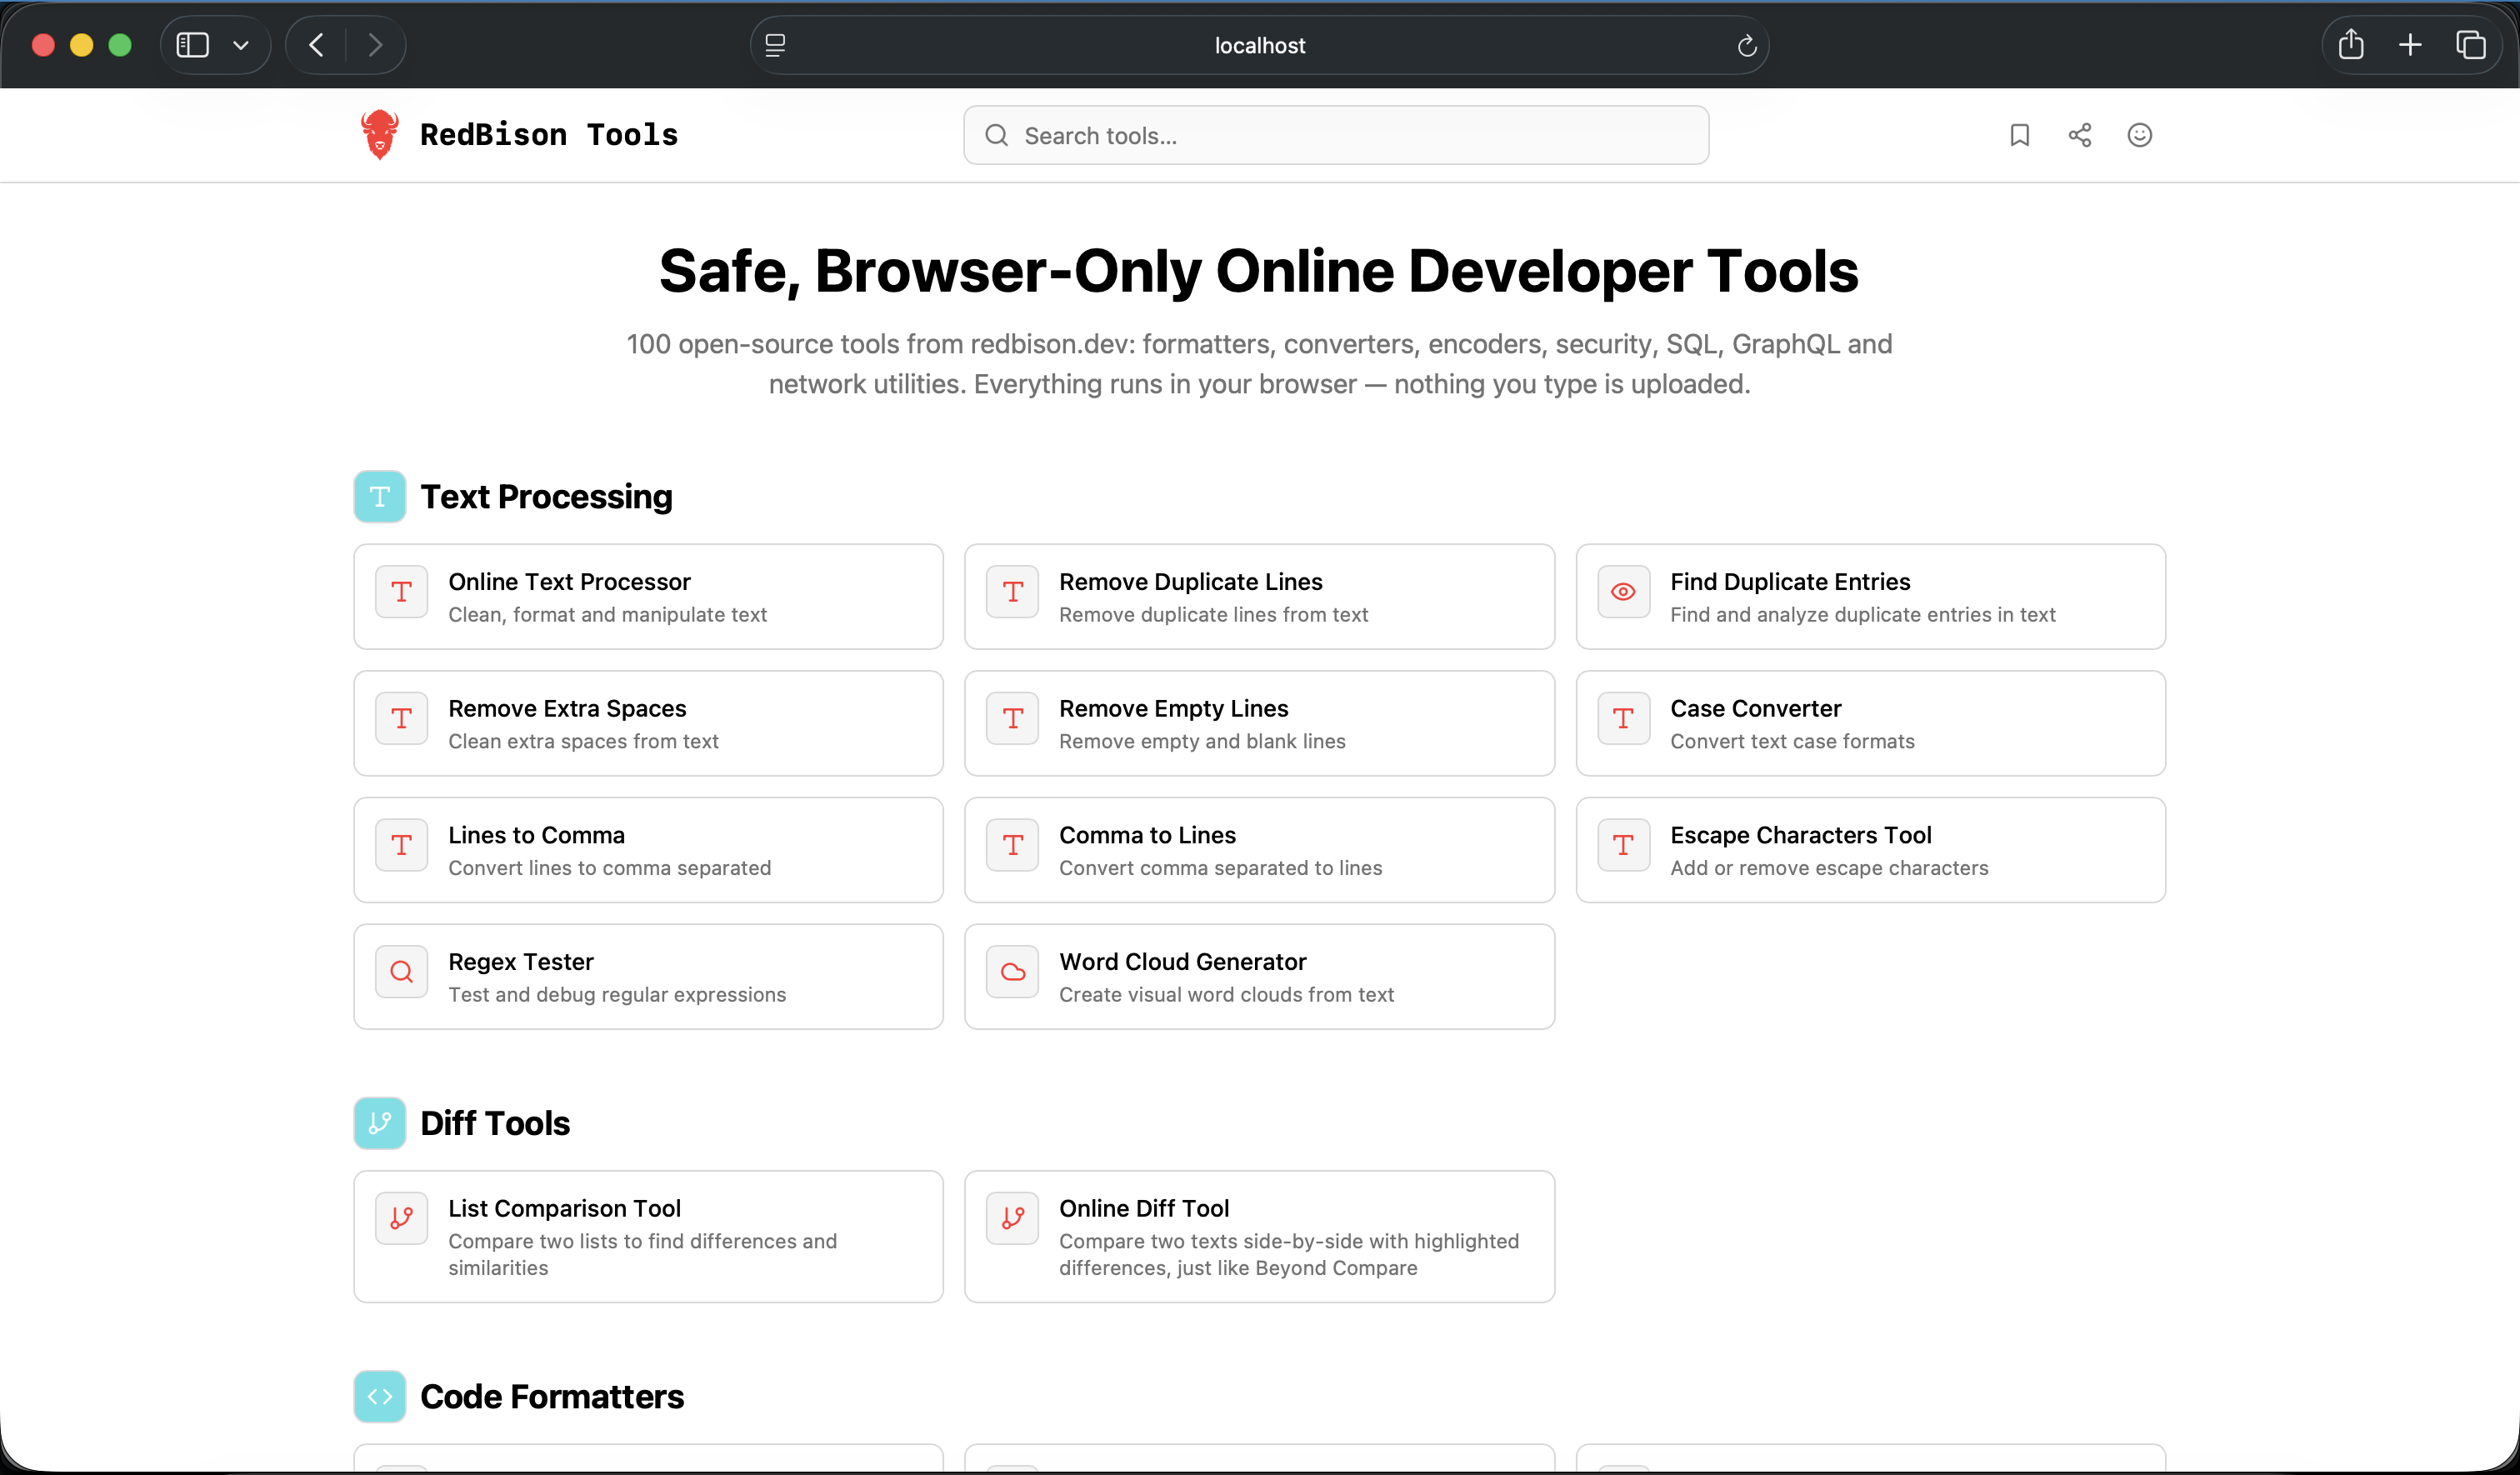 localhost
RedBison Tools
Search tools...
Safe, Browser-Only Online Developer Tools
100 open-source tools from redbison.dev: formatters, converters, encoders, security, SQL, GraphQL and
network utilities. Everything runs in your browser — nothing you type is uploaded.
Text Processing
Online Text Processor
Clean, format and manipulate text
Remove Duplicate Lines
Remove duplicate lines from text
Find Duplicate Entries
Find and analyze duplicate entries in text
Remove Extra Spaces
Clean extra spaces from text
Remove Empty Lines
Remove empty and blank lines
Case Converter
Convert text case formats
Lines to Comma
Convert lines to comma separated
Comma to Lines
Convert comma separated to lines
Escape Characters Tool
Add or remove escape characters
Regex Tester
Test and debug regular expressions
Word Cloud Generator
Create visual word clouds from text
Diff Tools
List Comparison Tool
Compare two lists to find differences and
similarities
Online Diff Tool
Compare two texts side-by-side with highlighted
differences, just like Beyond Compare
Code Formatters